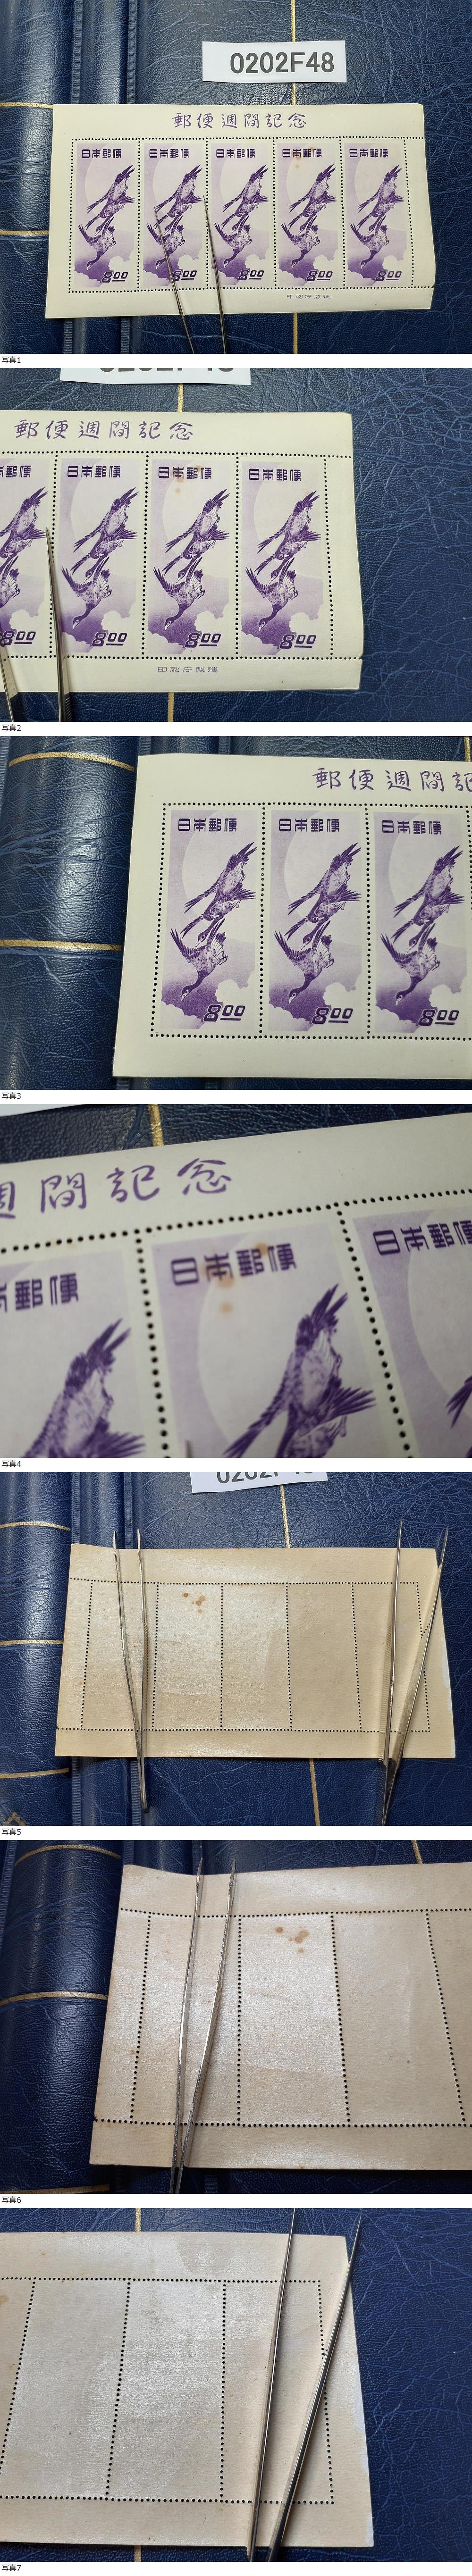 0202F48
郵便週間記念
日本郵便 日本郵便 日本郵便 日本郵便 日本郵便
8.00 8.00 8.00 8.00 8.00
印刷庁製造
写真1
郵便週間記念
日本郵便 日本郵便 日本郵便
8.00 8.00 8.00 8.00
印刷庁製造
写真2
郵便週間記
日本郵便 日本郵便 日本郵便
8.00 8.00 8.00
写真3
週間記念
郵便 日本郵便 日本郵
写真4
写真5
写真6
写真7